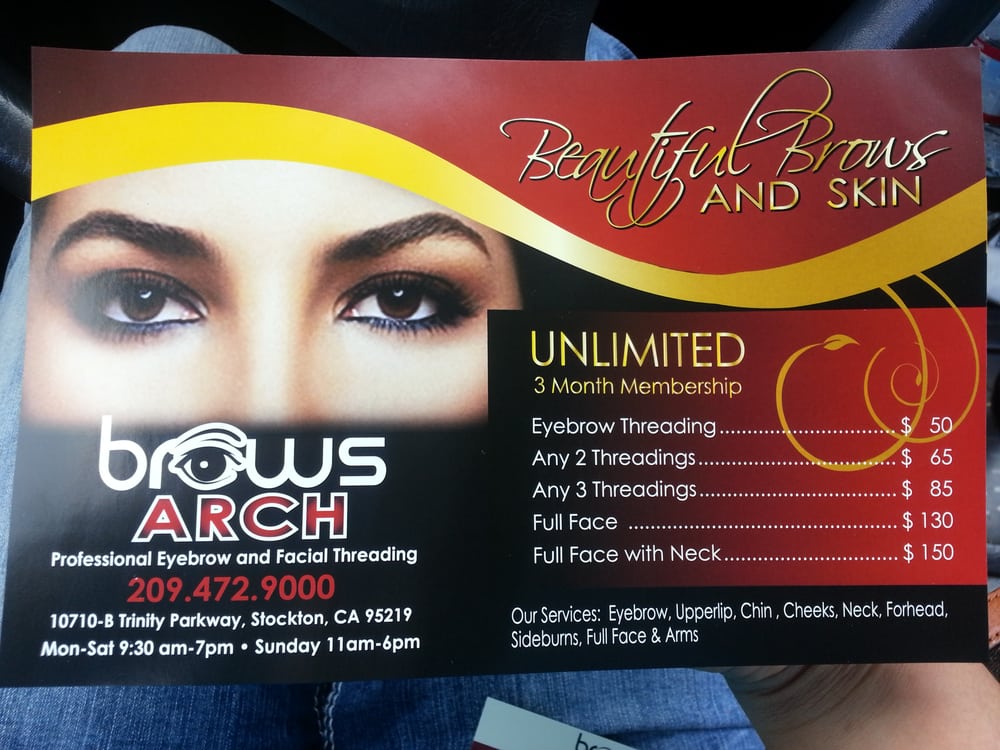 Beautiful Brows
AND SKIN
UNLIMITED
3 Month Membership
Eyebrow Threading.............................. $ 50
Any 2 Threadings.................................. $ 65
Any 3 Threadings.................................. $ 85
Full Face .............................................. $ 130
Full Face with Neck.............................. $ 150
Our Services: Eyebrow, Upperlip, Chin , Cheeks, Neck, Forhead,
Sideburns, Full Face & Arms
brows
ARCH
Professional Eyebrow and Facial Threading
209.472.9000
10710-B Trinity Parkway, Stockton, CA 95219
Mon-Sat 9:30 am-7pm • Sunday 11am-6pm